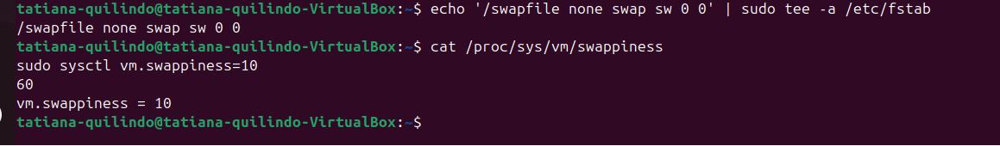 tatiana-quilindo@tatiana-quilindo-VirtualBox:~$ echo '/swapfile none swap sw 0 0' | sudo tee -a /etc/fstab
/swapfile none swap sw 0 0
tatiana-quilindo@tatiana-quilindo-VirtualBox:~$ cat /proc/sys/vm/swappiness
sudo sysctl vm.swappiness=10
60
vm.swappiness = 10
tatiana-quilindo@tatiana-quilindo-VirtualBox:~$